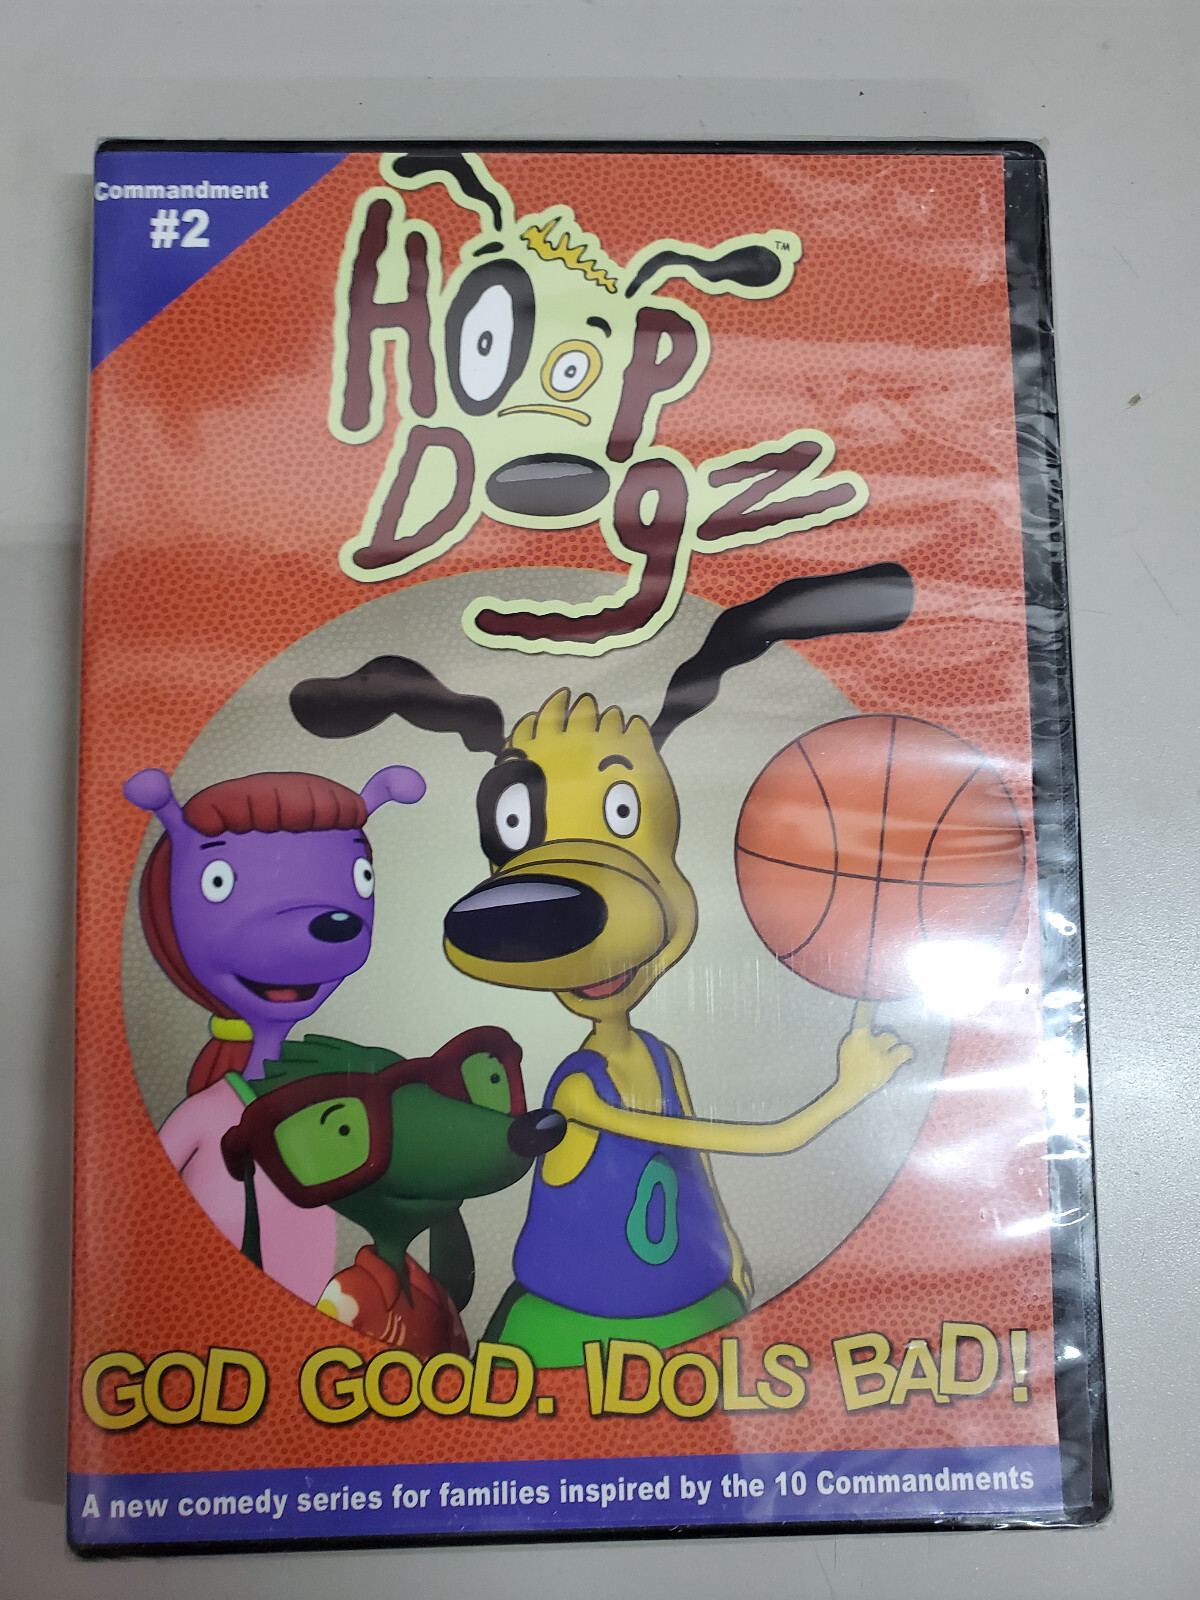 Commandment
#2
Hoop
Dogz
TM
0
GOD GOOD. IDOLS BAD!
A new comedy series for families inspired by the 10 Commandments